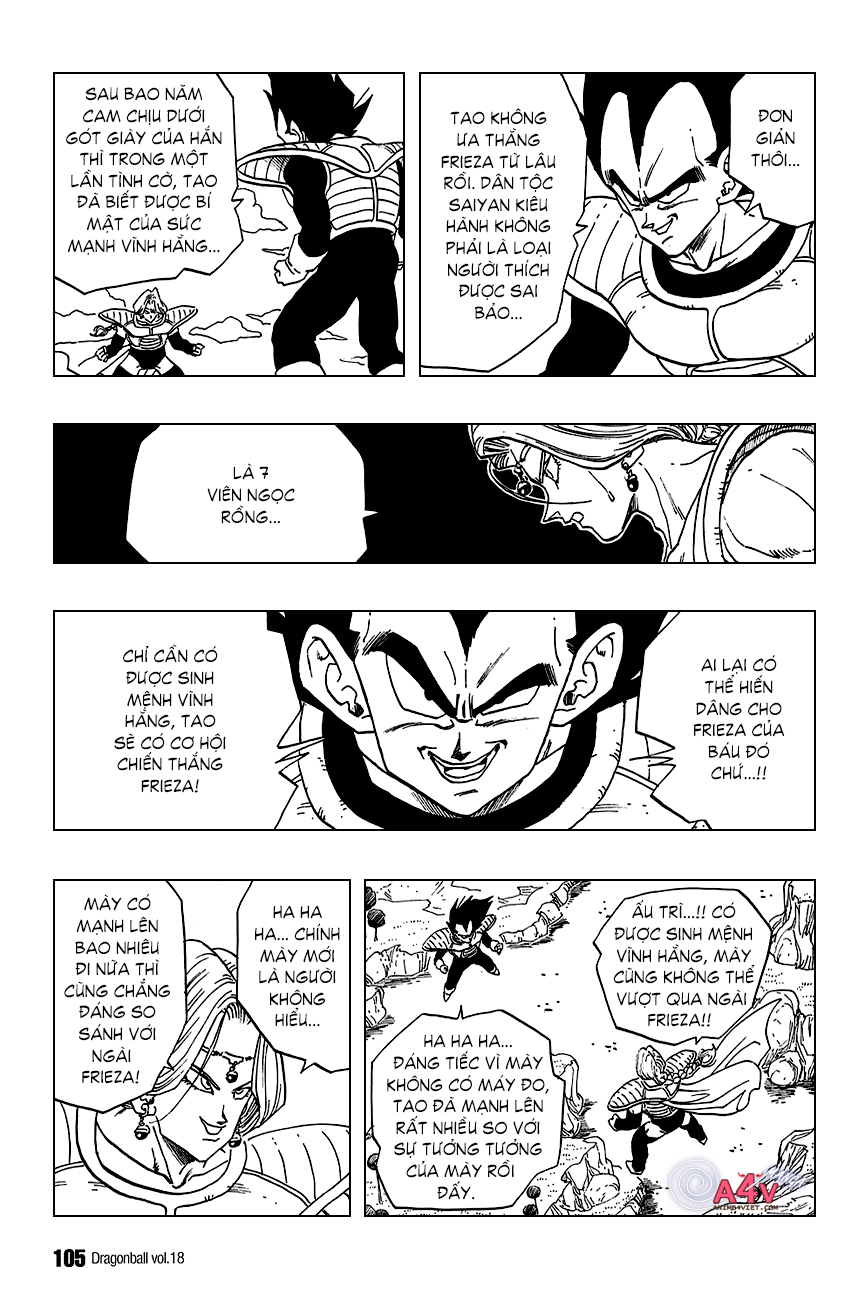 ĐƠN
GIẢN
THÔI...
TAO KHÔNG
ƯA THẰNG
FRIEZA TỪ LÂU
RỒI. DÂN TỘC
SAIYAN KIÊU
HÃNH KHÔNG
PHẢI LÀ LOẠI
NGƯỜI THÍCH
ĐƯỢC SAI
BẢO...
SAU BAO NĂM
CAM CHỊU DƯỚI
GÓT GIÀY CỦA HẮN
THÌ TRONG MỘT
LẦN TÌNH CỜ, TAO
ĐÃ BIẾT ĐƯỢC BÍ
MẬT CỦA SỨC
MẠNH VĨNH HẰNG...
LÀ 7
VIÊN NGỌC
RỒNG...
AI LẠI CÓ
THỂ HIẾN
DÂNG CHO
FRIEZA CỦA
BÁU ĐÓ
CHỨ...!!
CHỈ CẦN CÓ
ĐƯỢC SINH
MỆNH VĨNH
HẰNG, TAO
SẼ CÓ CƠ HỘI
CHIẾN THẮNG
FRIEZA!
ẤU TRÌ...!! CÓ
ĐƯỢC SINH MỆNH
VĨNH HẰNG, MÀY
CŨNG KHÔNG THỂ
VƯỢT QUA NGÀI
FRIEZA!!
HA HA HA...
ĐÁNG TIẾC VÌ MÀY
KHÔNG CÓ MÁY ĐO,
TAO ĐÃ MẠNH LÊN
RẤT NHIỀU SO VỚI
SỰ TƯỞNG TƯỞNG
CỦA MÀY RỒI
ĐẤY.
HA HA
HA... CHÍNH
MÀY MỚI
LÀ NGƯỜI
KHÔNG
HIỂU...
MÀY CÓ
MẠNH LÊN
BAO NHIÊU
ĐI NỮA THÌ
CŨNG CHẲNG
ĐÁNG SO
SÁNH VỚI
NGÀI
FRIEZA!
A4V
ANIME4VIET.COM
105 Dragonball vol.18